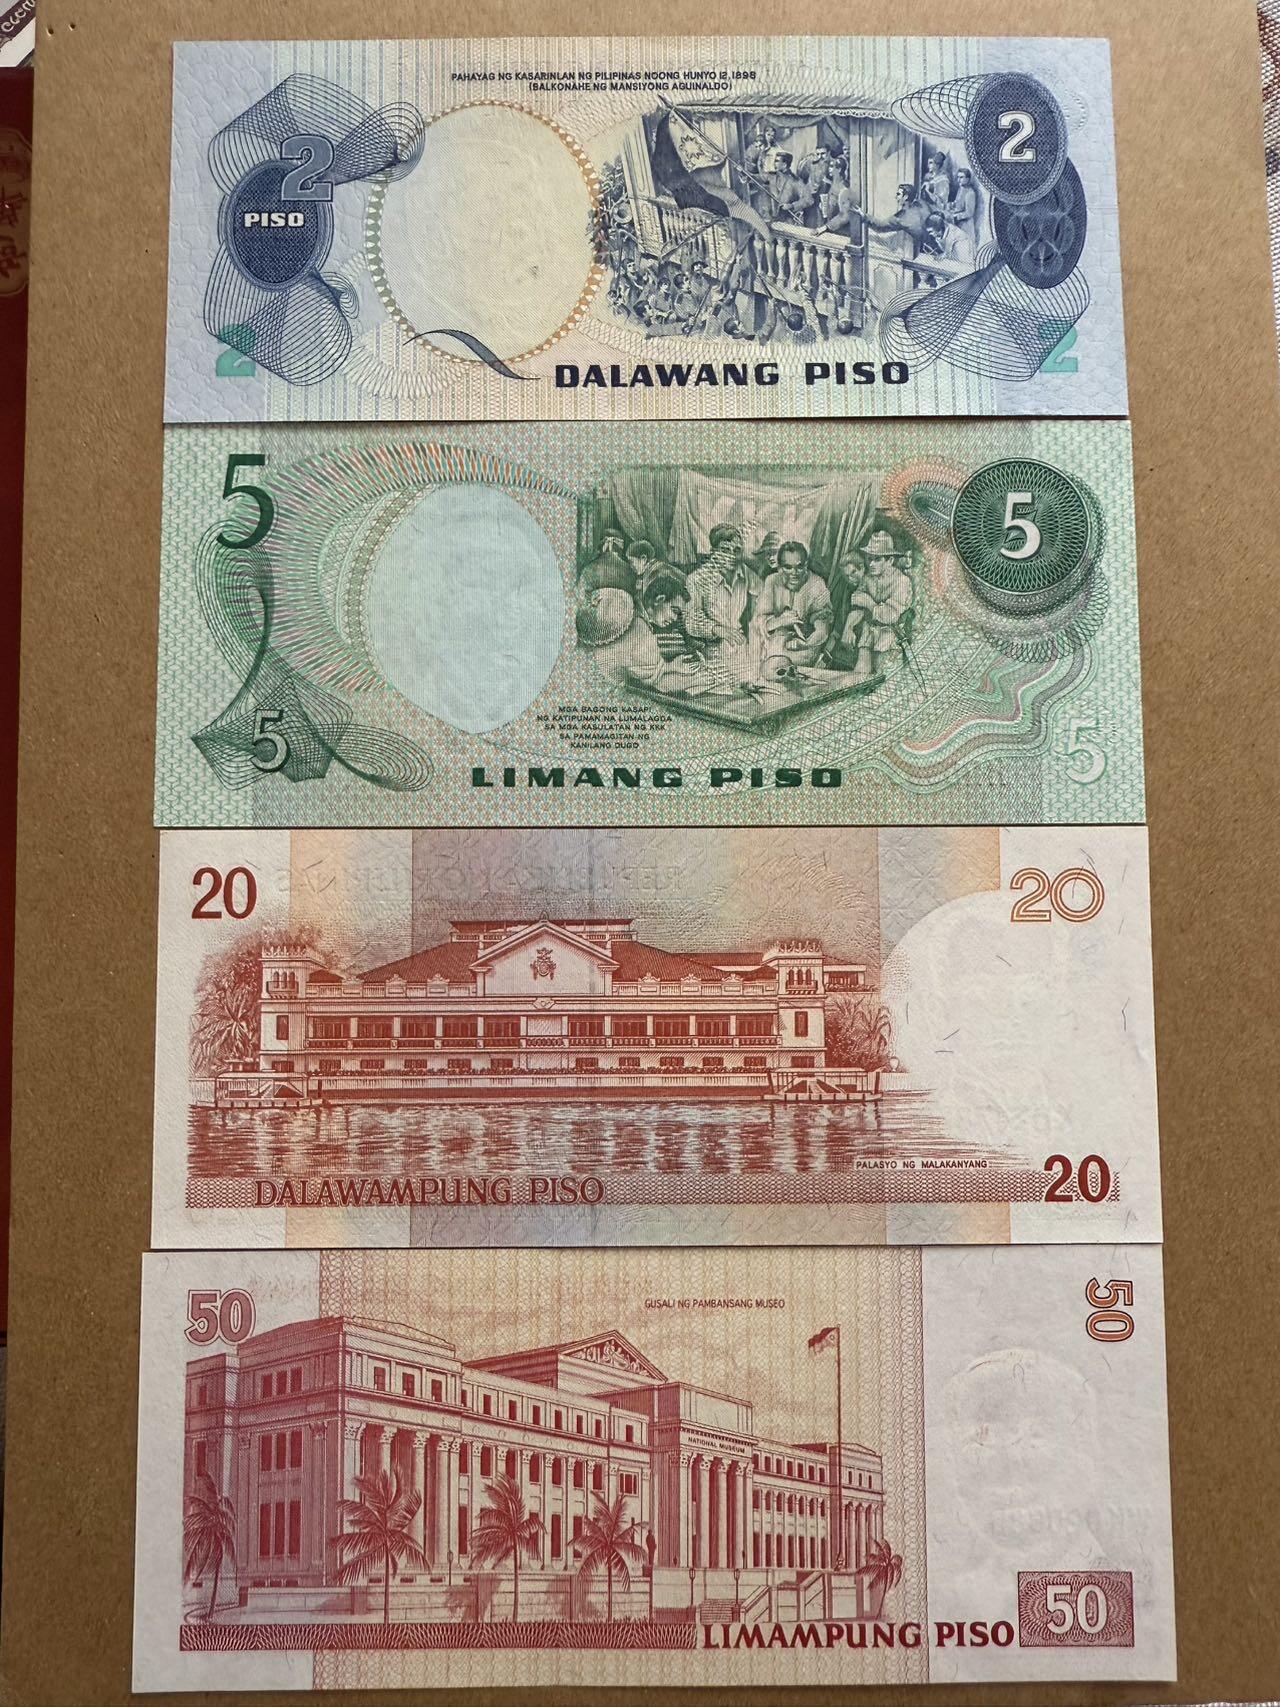 PAHAYAG NG KASARINLAN NG PILIPINAS NOONG HUNYO 12, 1898
(BALKONAHE NG MANSIYONG AGUINALDO)
2
PISO
2
2
2
DALAWANG PISO
5
5
MGA BAGONG KASAPI
NG KATIPUNAN NA LUMALAGDA
SA MGA KASULATAN NG KKK
SA PAMAMAGITAN NG
KANILANG DUGO
5
5
LIMANG PISO
20
20
PALASYO NG MALAKANYANG
DALAWAMPUNG PISO
20
50
GUSALI NG PAMBANSANG MUSEO
50
NATIONAL MUSEUM
LIMAMPUNG PISO
50